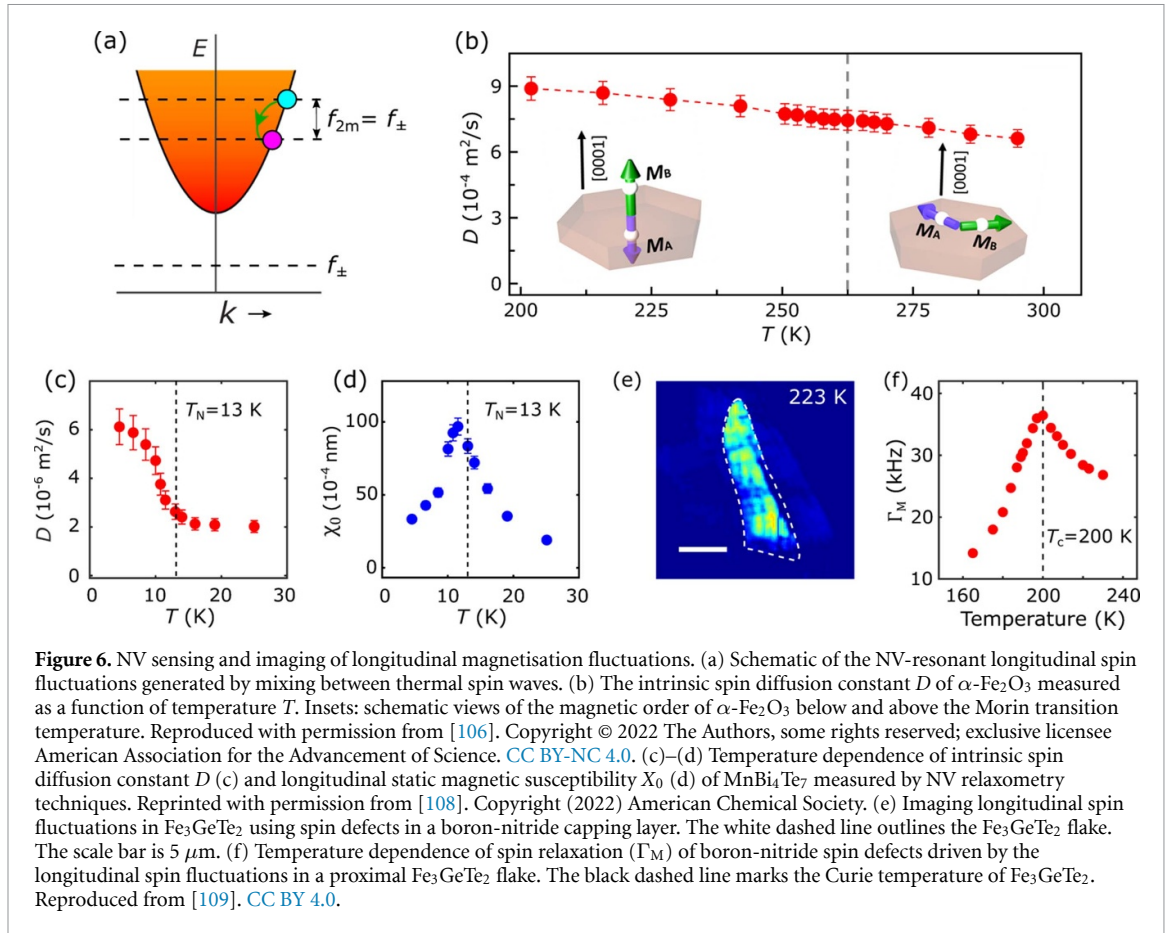 (a)
E
f2m = f±
f±
k →
(b)
D (10⁻⁴ m²/s)
9
6
3
0
[0001]
MB
MA
[0001]
MA
MB
200 225 250 275 300
T (K)
(c)
D (10⁻⁶ m²/s)
6
4
2
0
TN=13 K
0 10 20 30
T (K)
(d)
χ0 (10⁻⁴ nm)
100
50
0
TN=13 K
0 10 20 30
T (K)
(e)
223 K
(f)
ΓM (kHz)
40
30
20
10
Tc=200 K
160 200 240
Temperature (K)
Figure 6. NV sensing and imaging of longitudinal magnetisation fluctuations. (a) Schematic of the NV-resonant longitudinal spin
fluctuations generated by mixing between thermal spin waves. (b) The intrinsic spin diffusion constant D of α-Fe₂O₃ measured
as a function of temperature T. Insets: schematic views of the magnetic order of α-Fe₂O₃ below and above the Morin transition
temperature. Reproduced with permission from [106]. Copyright © 2022 The Authors, some rights reserved; exclusive licensee
American Association for the Advancement of Science. CC BY-NC 4.0. (c)–(d) Temperature dependence of intrinsic spin
diffusion constant D (c) and longitudinal static magnetic susceptibility X₀ (d) of MnBi₄Te₇ measured by NV relaxometry
techniques. Reprinted with permission from [108]. Copyright (2022) American Chemical Society. (e) Imaging longitudinal spin
fluctuations in Fe₃GeTe₂ using spin defects in a boron-nitride capping layer. The white dashed line outlines the Fe₃GeTe₂ flake.
The scale bar is 5 μm. (f) Temperature dependence of spin relaxation (ΓM) of boron-nitride spin defects driven by the
longitudinal spin fluctuations in a proximal Fe₃GeTe₂ flake. The black dashed line marks the Curie temperature of Fe₃GeTe₂.
Reproduced from [109]. CC BY 4.0.